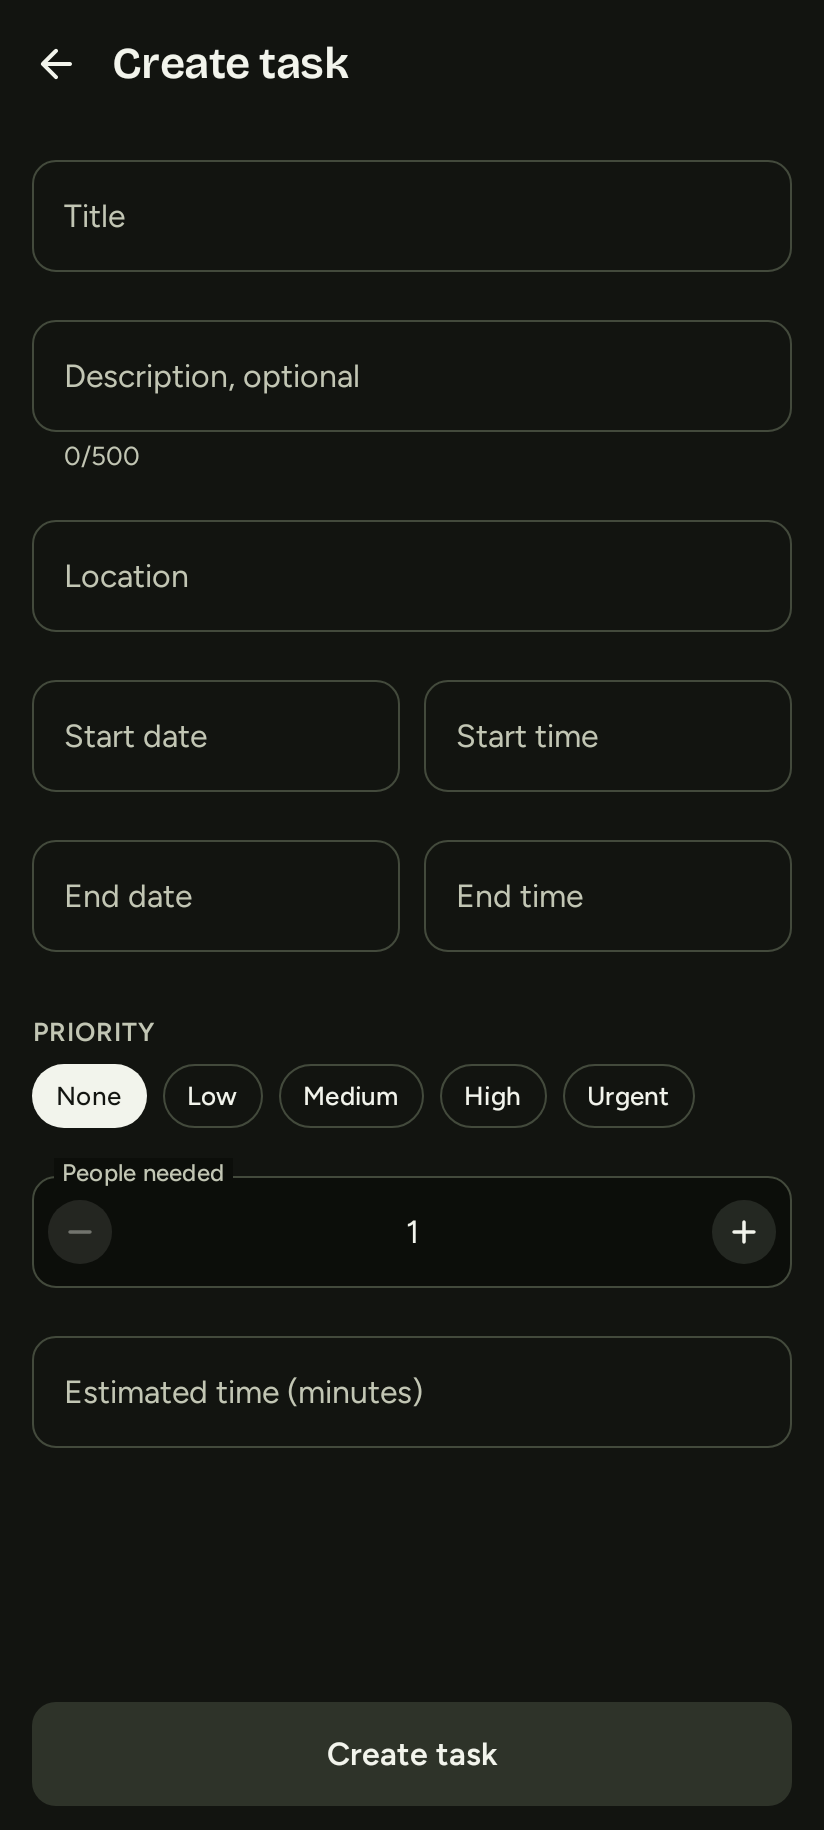 Create task
Title
Description, optional
0/500
Location
Start date
Start time
End date
End time
PRIORITY
None
Low
Medium
High
Urgent
People needed
1
Estimated time (minutes)
Create task